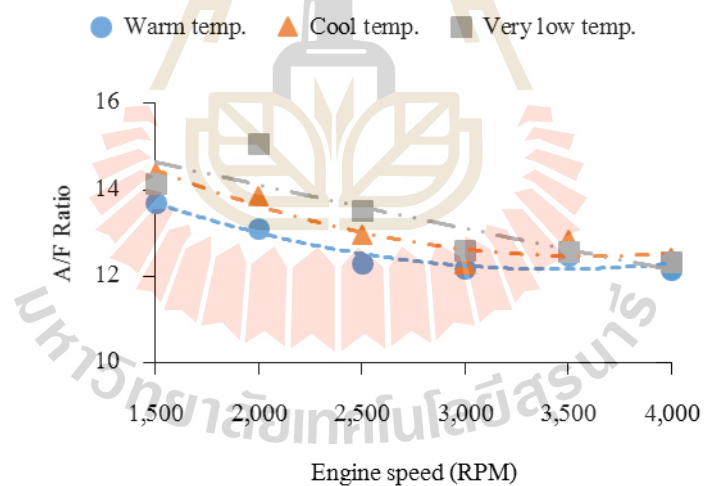 Warm temp. Cool temp. Very low temp.
16
14
12
10
A/F Ratio
1,500 2,000 2,500 3,000 3,500 4,000
Engine speed (RPM)
มหาวิทยาลัยเทคโนโลยีสุรนารี